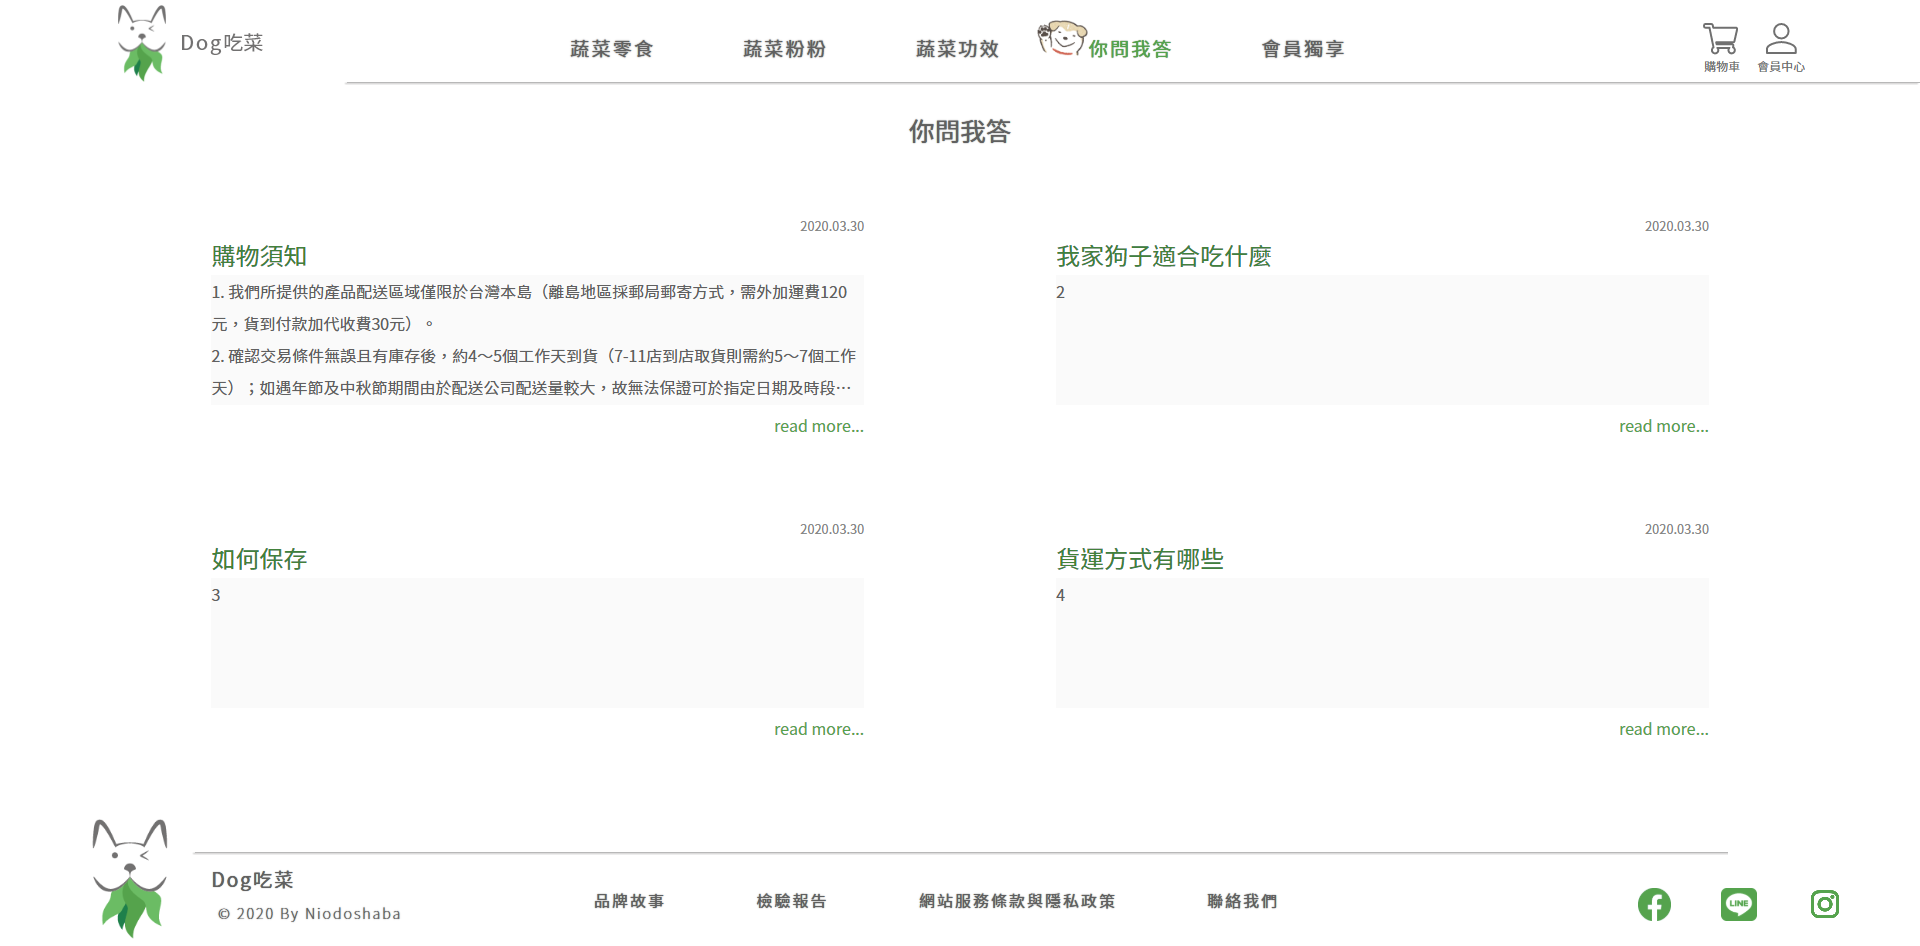 Dog吃菜
蔬菜零食
蔬菜粉粉
蔬菜功效
你問我答
會員獨享
購物車
會員中心
你問我答
2020.03.30
購物須知
1. 我們所提供的產品配送區域僅限於台灣本島（離島地區採郵局郵寄方式，需外加運費120
元，貨到付款加代收費30元）。
2. 確認交易條件無誤且有庫存後，約4～5個工作天到貨（7-11店到店取貨則需約5～7個工作
天）；如遇年節及中秋節期間由於配送公司配送量較大，故無法保證可於指定日期及時段…
read more...
2020.03.30
我家狗子適合吃什麼
2
read more...
2020.03.30
如何保存
3
read more...
2020.03.30
貨運方式有哪些
4
read more...
Dog吃菜
© 2020 By Niodoshaba
品牌故事
檢驗報告
網站服務條款與隱私政策
聯絡我們
LINE